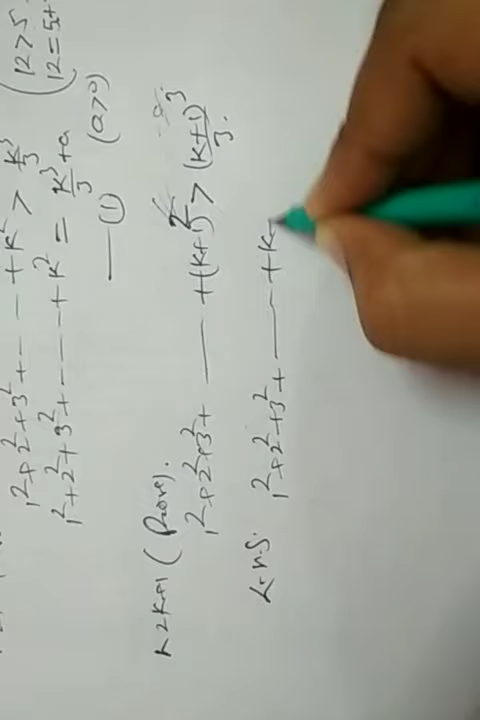 1²+2²+3²+ — — +k² > k³/3 (12>5
1²+2²+3²+ — — — +k² = k³/3 +a 12=5+
— (1) (a>0)
n=k+1 (Prove).
1²+2²+3²+ — — +(k+1)² > (k+1)³/3.
L.H.S. 1²+2²+3²+ — — +k